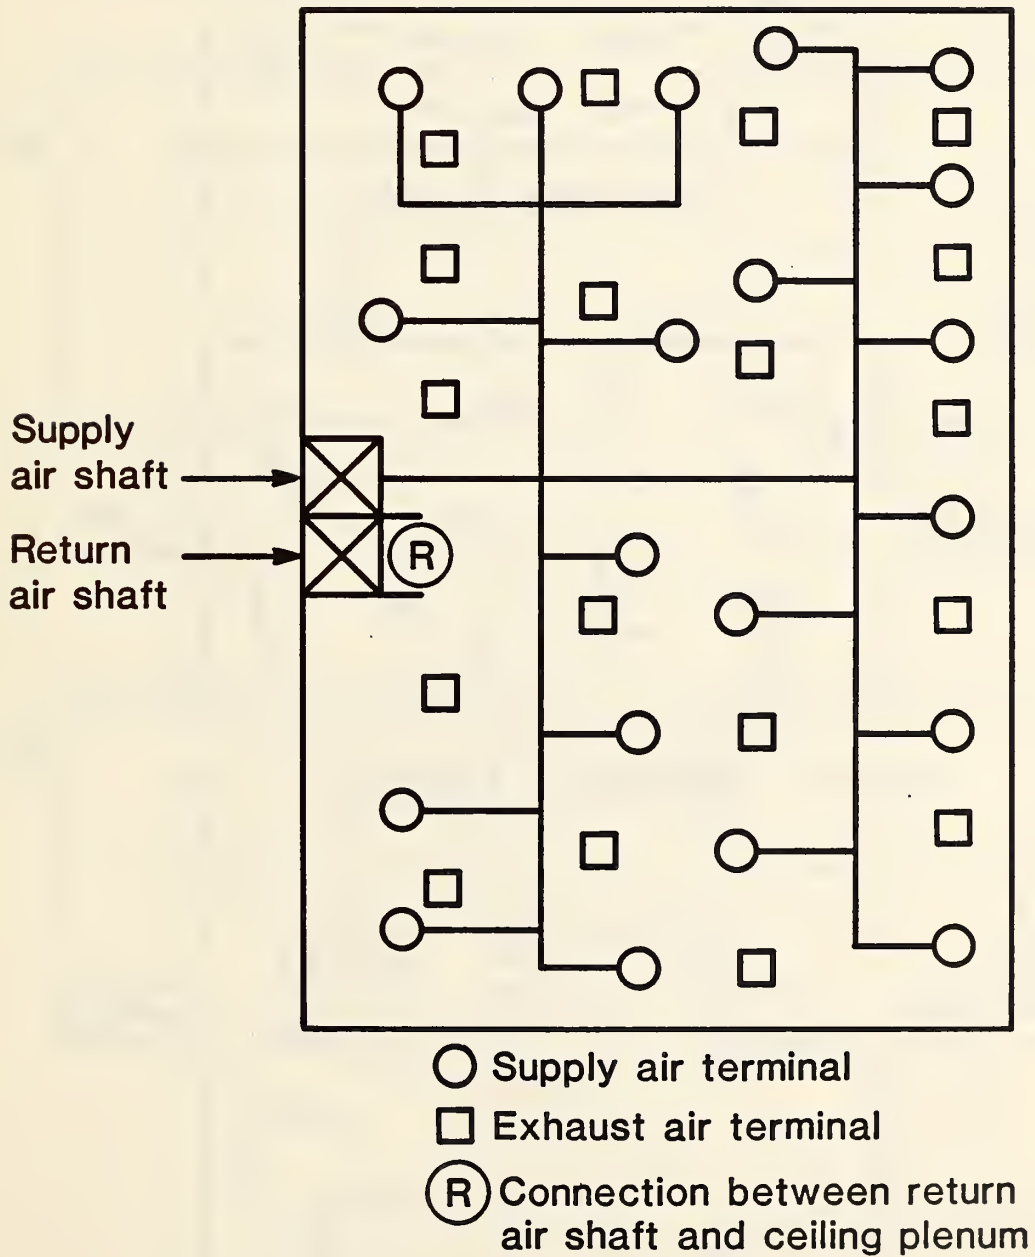 Supply
air shaft
Return
air shaft
R
Supply air terminal
Exhaust air terminal
R Connection between return
air shaft and ceiling plenum